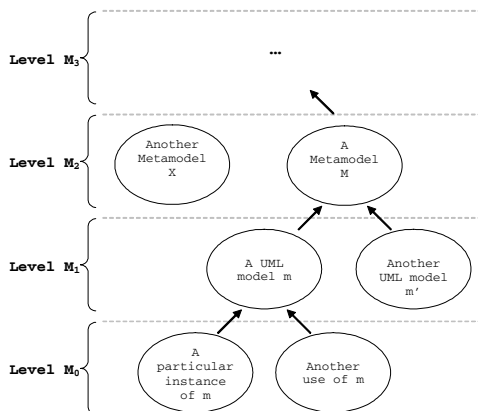 Level M3
...
Level M2
Another
Metamodel
X
A
Metamodel
M
Level M1
A UML
model m
Another
UML model
m'
Level M0
A
particular
instance
of m
Another
use of m